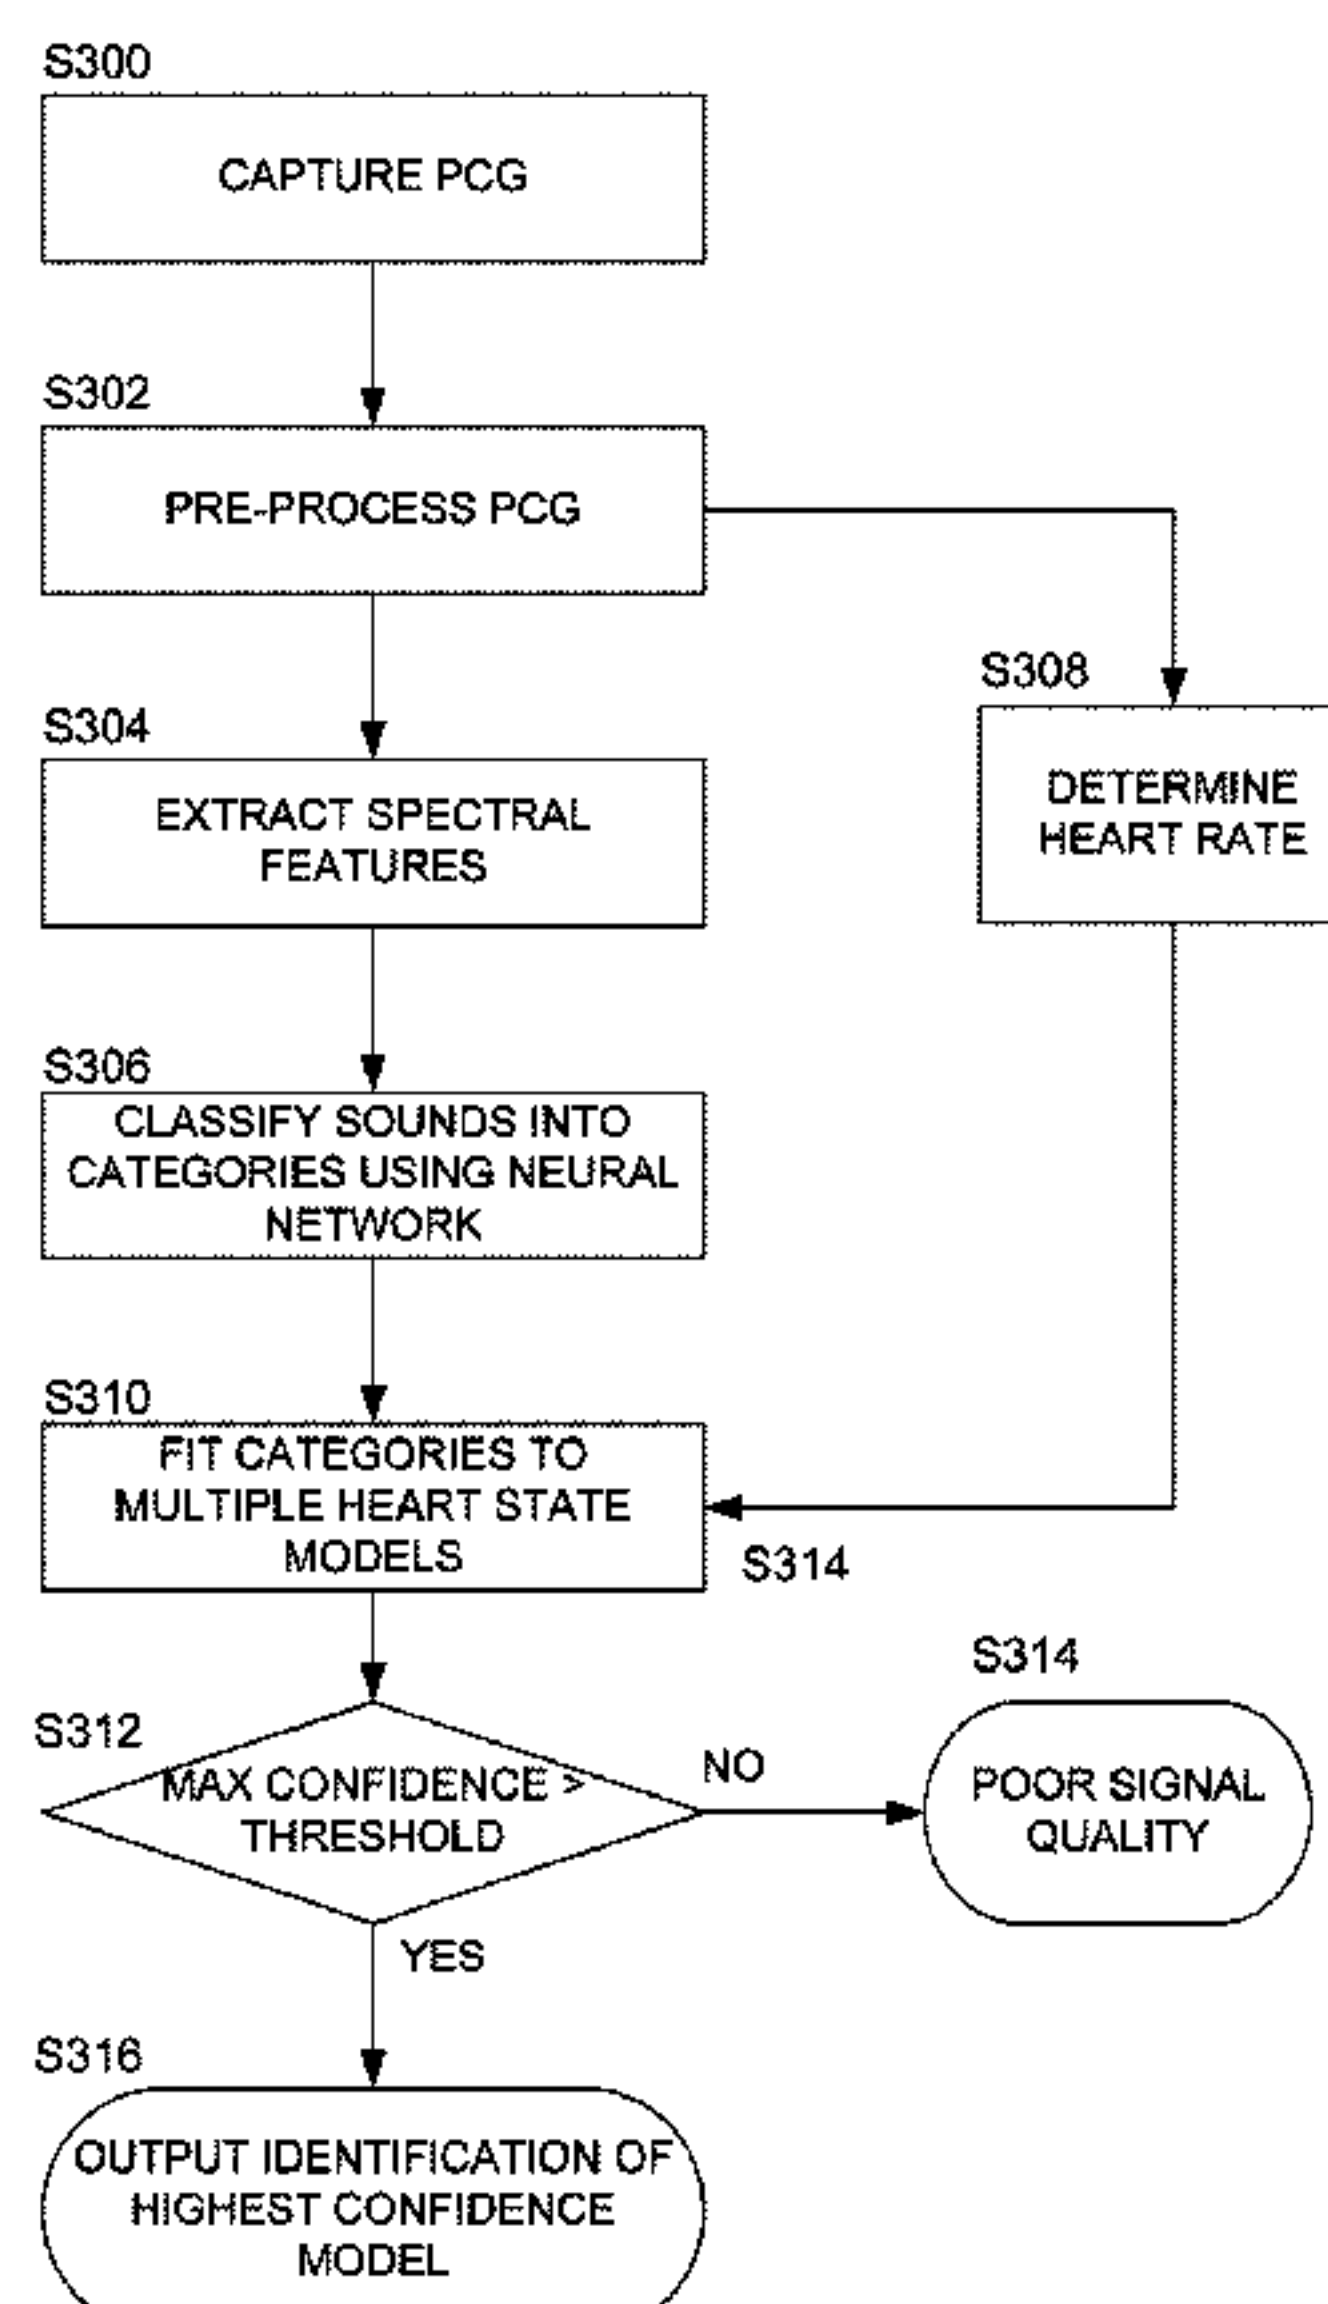 S300
CAPTURE PCG
S302
PRE-PROCESS PCG
S308
DETERMINE
HEART RATE
S304
EXTRACT SPECTRAL
FEATURES
S306
CLASSIFY SOUNDS INTO
CATEGORIES USING NEURAL
NETWORK
S310
FIT CATEGORIES TO
MULTIPLE HEART STATE
MODELS
S314
S312
MAX CONFIDENCE >
THRESHOLD
NO
S314
POOR SIGNAL
QUALITY
YES
S316
OUTPUT IDENTIFICATION OF
HIGHEST CONFIDENCE
MODEL